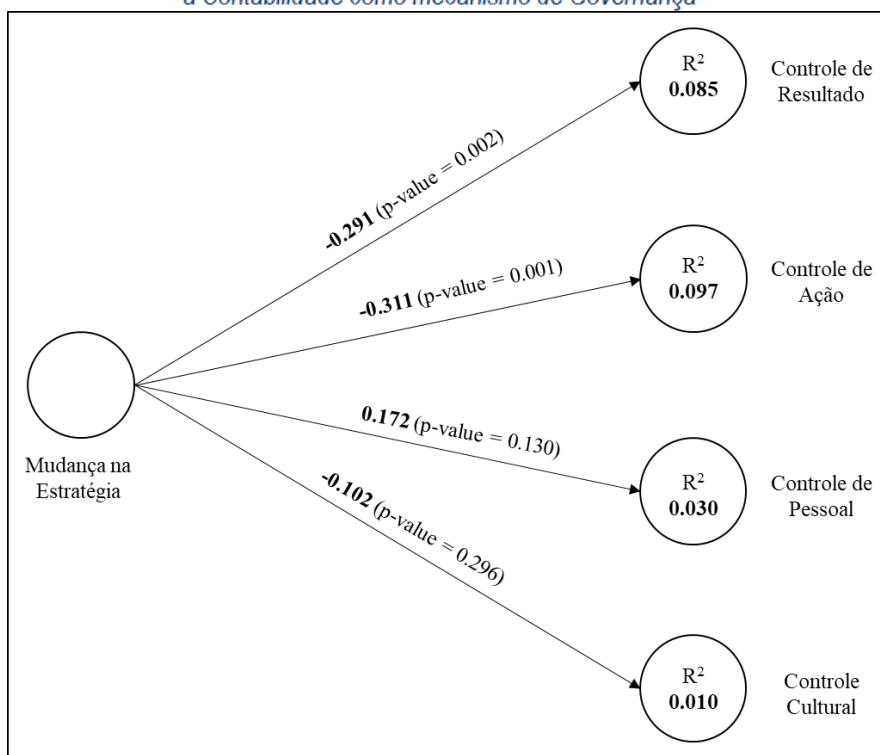 a Contabilidade como mecanismo de Governança
R2
0.085
Controle de
Resultado
-0.291 (p-value = 0.002)
R2
0.097
Controle de
Ação
-0.311 (p-value = 0.001)
Mudança na
Estratégia
0.172 (p-value = 0.130)
R2
0.030
Controle de
Pessoal
-0.102 (p-value = 0.296)
R2
0.010
Controle
Cultural